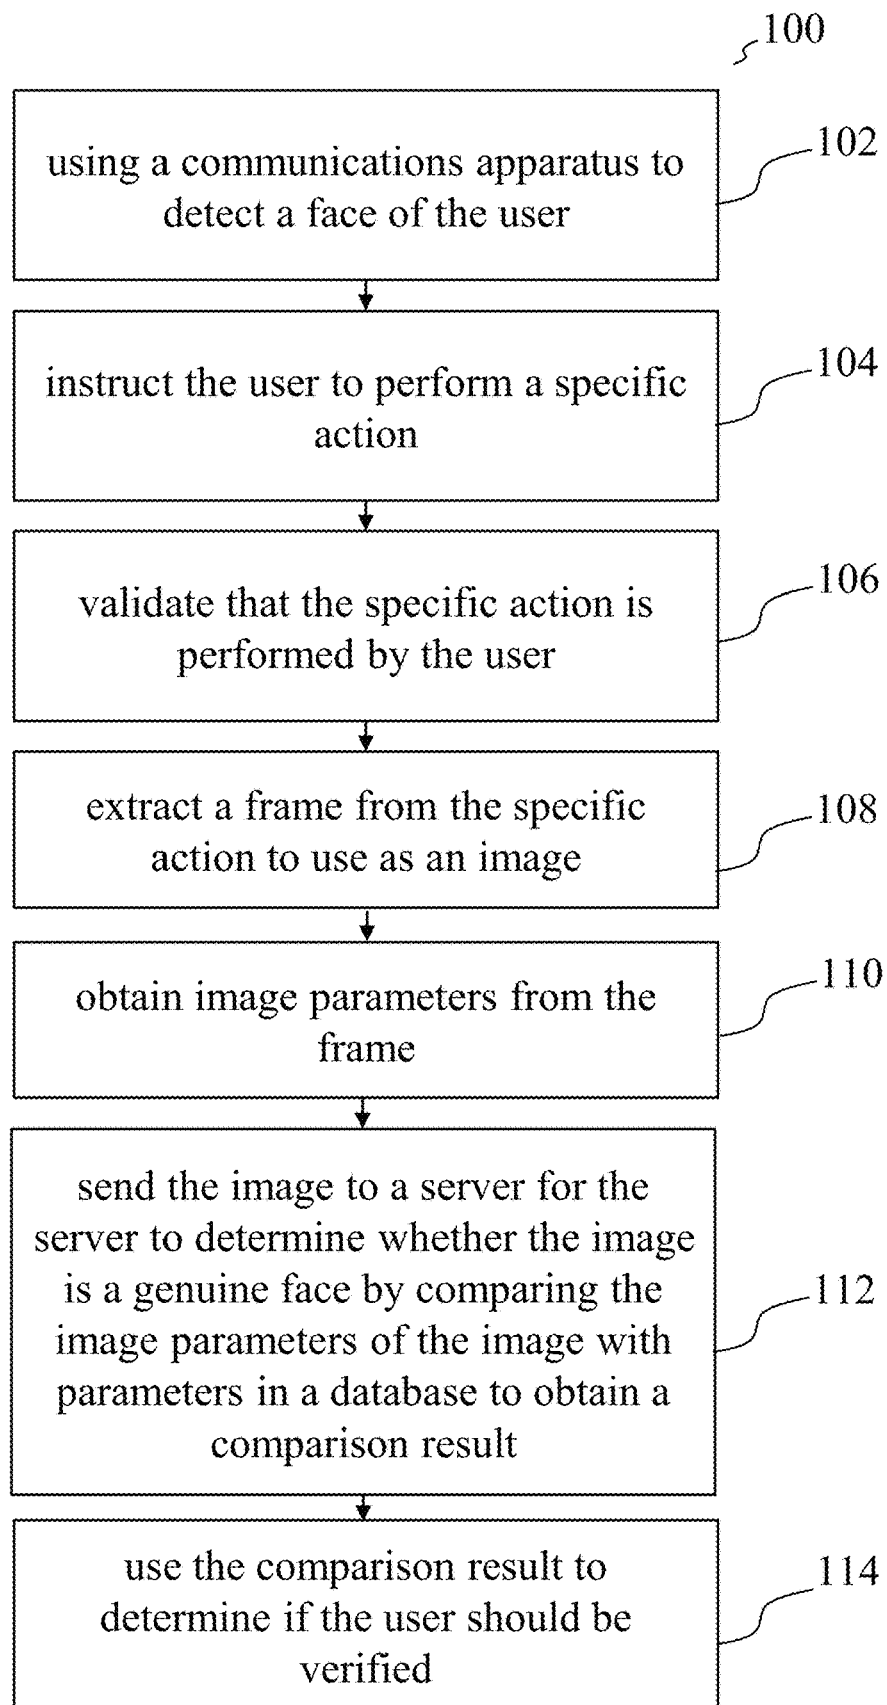 100
using a communications apparatus to
detect a face of the user
102
instruct the user to perform a specific
action
104
validate that the specific action is
performed by the user
106
extract a frame from the specific
action to use as an image
108
obtain image parameters from the
frame
110
send the image to a server for the
server to determine whether the image
is a genuine face by comparing the
image parameters of the image with
parameters in a database to obtain a
comparison result
112
use the comparison result to
determine if the user should be
verified
114